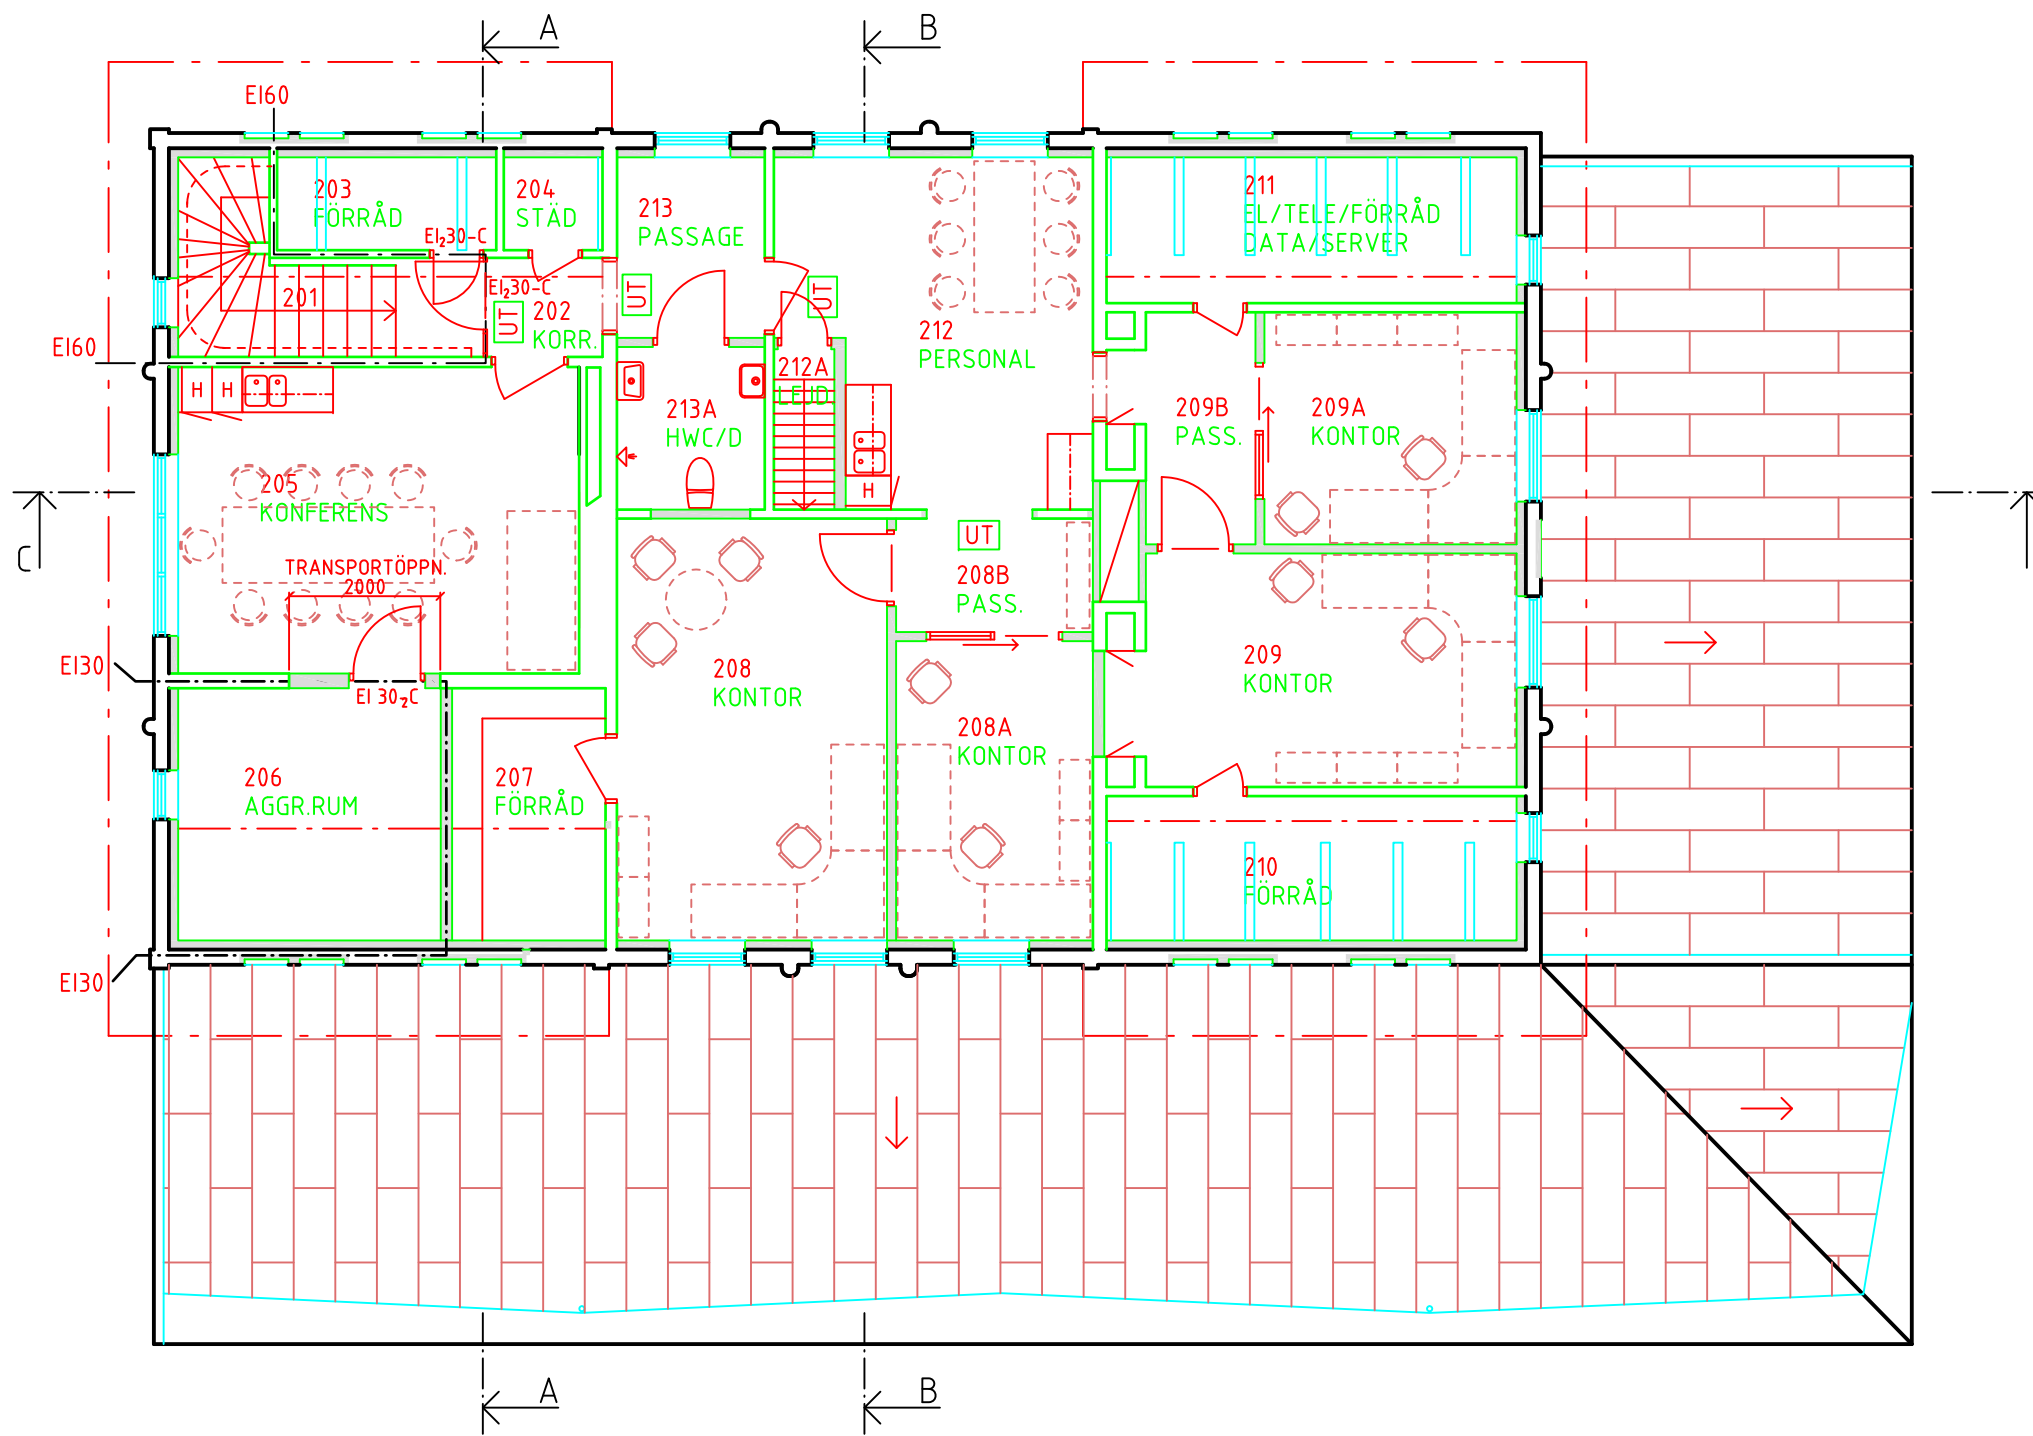 A
B
EI60
203
FÖRRÅD
204
STÄD
213
PASSAGE
211
EL/TELE/FÖRRÅD
DATA/SERVER
EI₂30-C
EI₂30-C
201
202
KORR.
UT
UT
UT
212
PERSONAL
EI60
H
H
212A
LEJD.
213A
HWC/D
209B
PASS.
209A
KONTOR
H
205
KONFERENS
C
UT
TRANSPORTÖPPN.
2000
208B
PASS.
EI30
EI 30₂C
208
KONTOR
209
KONTOR
208A
KONTOR
206
AGGR.RUM
207
FÖRRÅD
210
FÖRRÅD
EI30
A
B